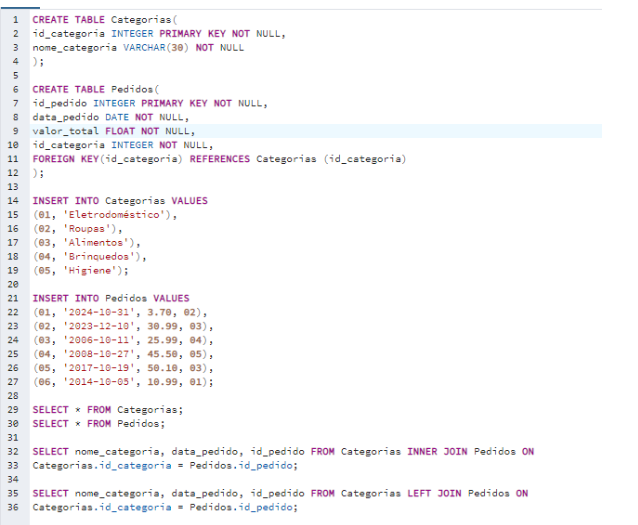 1 CREATE TABLE Categorias(
2 id_categoria INTEGER PRIMARY KEY NOT NULL,
3 nome_categoria VARCHAR(30) NOT NULL
4 );
5
6 CREATE TABLE Pedidos(
7 id_pedido INTEGER PRIMARY KEY NOT NULL,
8 data_pedido DATE NOT NULL,
9 valor_total FLOAT NOT NULL,
10 id_categoria INTEGER NOT NULL,
11 FOREIGN KEY(id_categoria) REFERENCES Categorias (id_categoria)
12 );
13
14 INSERT INTO Categorias VALUES
15 (01, 'Eletrodoméstico'),
16 (02, 'Roupas'),
17 (03, 'Alimentos'),
18 (04, 'Brinquedos'),
19 (05, 'Higiene');
20
21 INSERT INTO Pedidos VALUES
22 (01, '2024-10-31', 3.70, 02),
23 (02, '2023-12-10', 30.99, 03),
24 (03, '2006-10-11', 25.99, 04),
25 (04, '2008-10-27', 45.50, 05),
26 (05, '2017-10-19', 50.10, 03),
27 (06, '2014-10-05', 10.99, 01);
28
29 SELECT * FROM Categorias;
30 SELECT * FROM Pedidos;
31
32 SELECT nome_categoria, data_pedido, id_pedido FROM Categorias INNER JOIN Pedidos ON
33 Categorias.id_categoria = Pedidos.id_pedido;
34
35 SELECT nome_categoria, data_pedido, id_pedido FROM Categorias LEFT JOIN Pedidos ON
36 Categorias.id_categoria = Pedidos.id_pedido;